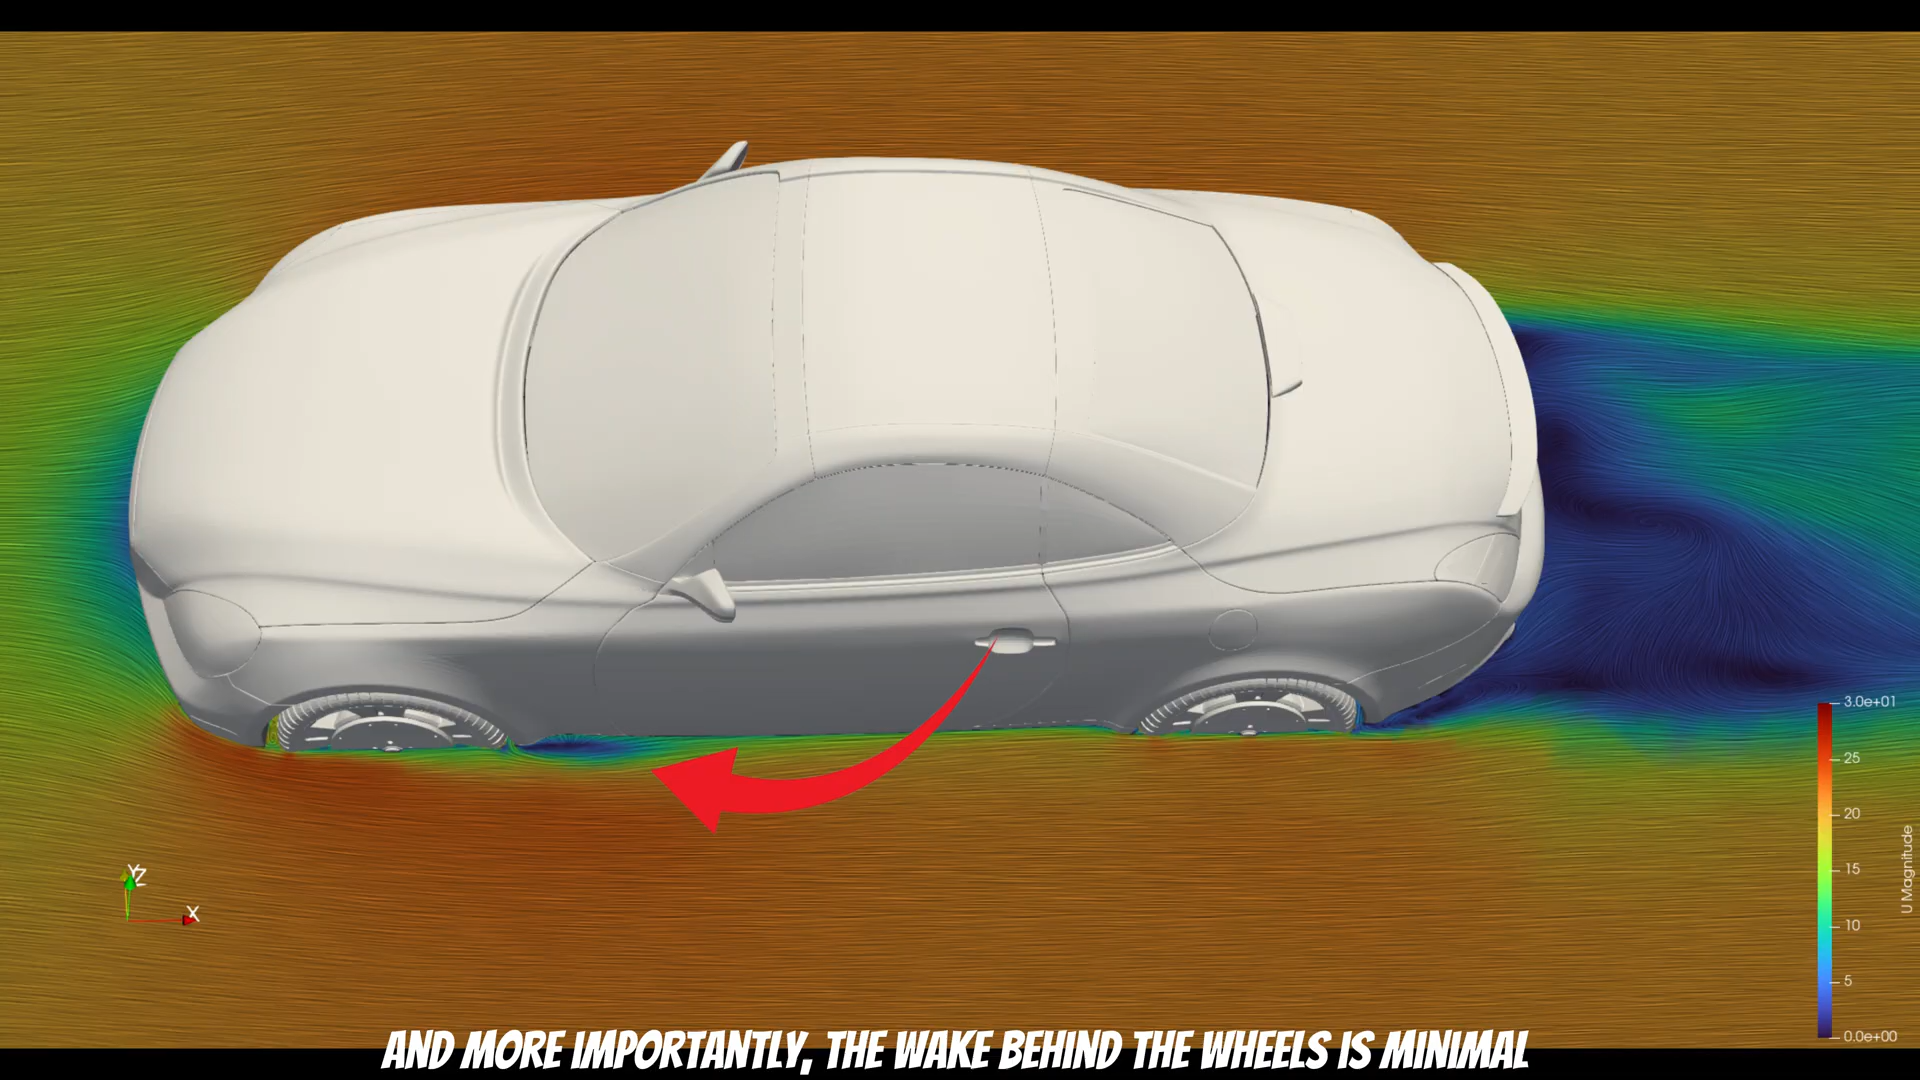 YZ
X
3.0e+01
25
20
15
10
5
0.0e+00
U Magnitude
AND MORE IMPORTANTLY, THE WAKE BEHIND THE WHEELS IS MINIMAL